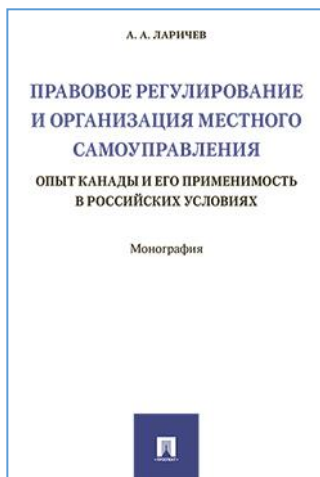 А. А. ЛАРИЧЕВ
ПРАВОВОЕ РЕГУЛИРОВАНИЕ
И ОРГАНИЗАЦИЯ МЕСТНОГО
САМОУПРАВЛЕНИЯ
ОПЫТ КАНАДЫ И ЕГО ПРИМЕНИМОСТЬ
В РОССИЙСКИХ УСЛОВИЯХ
Монография